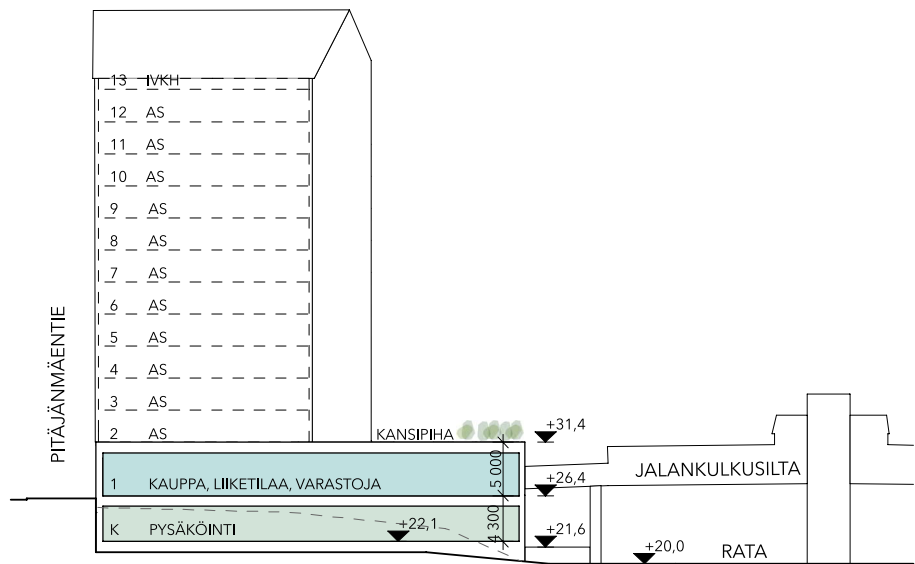 13 IVKH
12 AS
11 AS
10 AS
9 AS
8 AS
7 AS
6 AS
5 AS
4 AS
3 AS
2 AS
PITÄJÄNMÄENTIE
KANSIPIHA
+31,4
1 KAUPPA, LIIKETILAA, VARASTOJA
5 000
+26,4
JALANKULKUSILTA
K PYSÄKÖINTI
+22,1
4 300
+21,6
+20,0
RATA